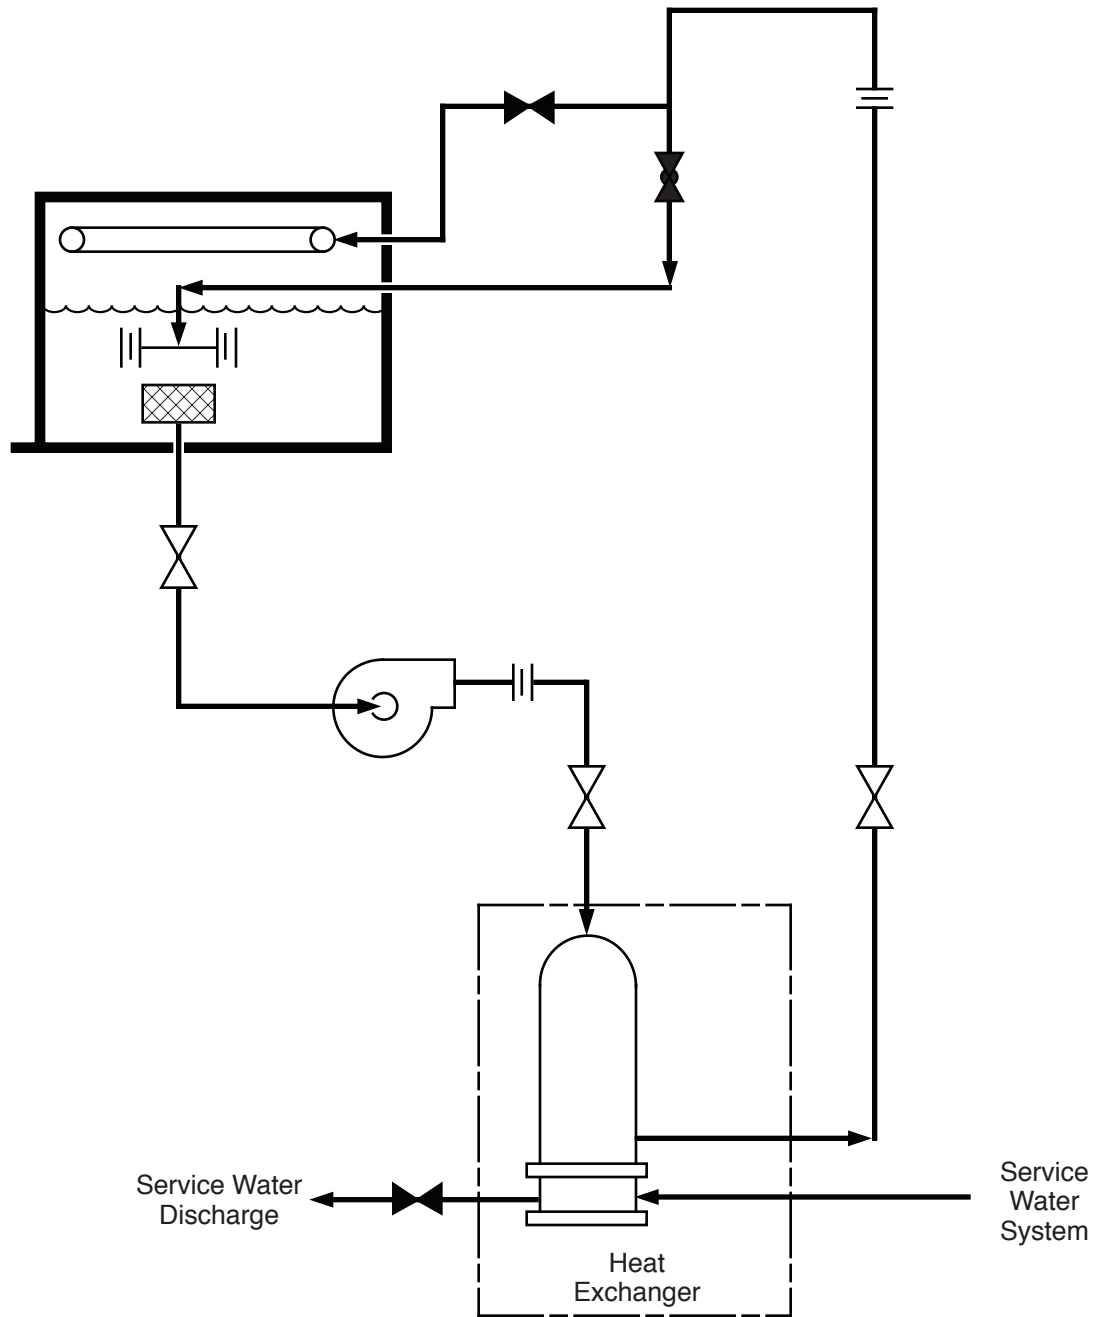 Service Water
Discharge
Service
Water
System
Heat
Exchanger